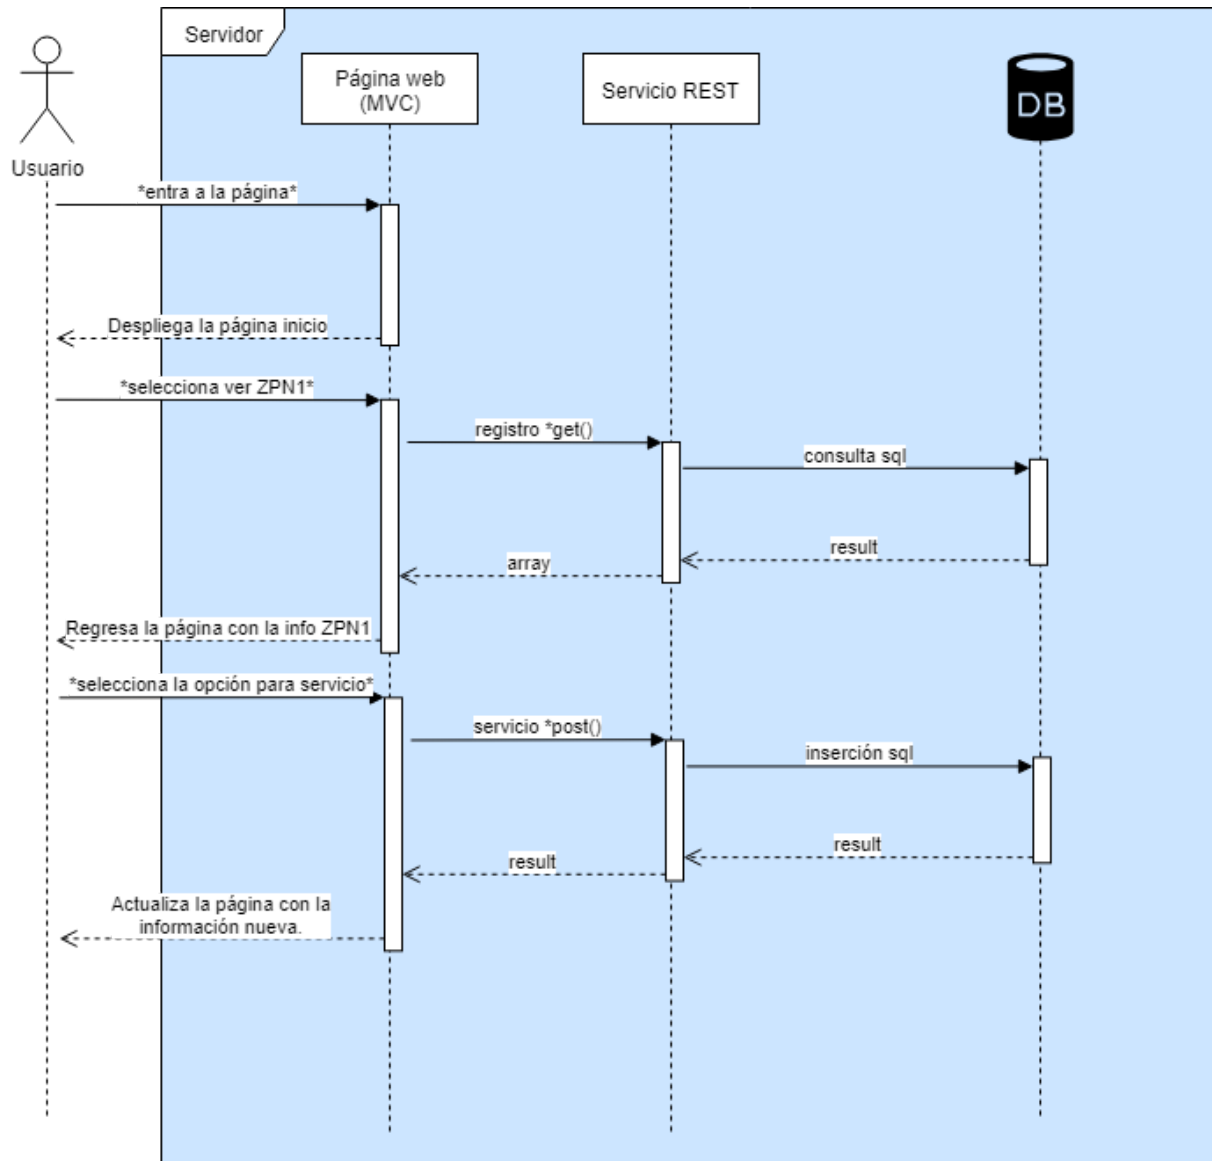 Servidor
Página web
(MVC)
Servicio REST
DB
Usuario
*entra a la página*
Despliega la página inicio
*selecciona ver ZPN1*
registro *get()
consulta sql
result
array
Regresa la página con la info ZPN1
*selecciona la opción para servicio*
servicio *post()
inserción sql
result
result
Actualiza la página con la
información nueva.